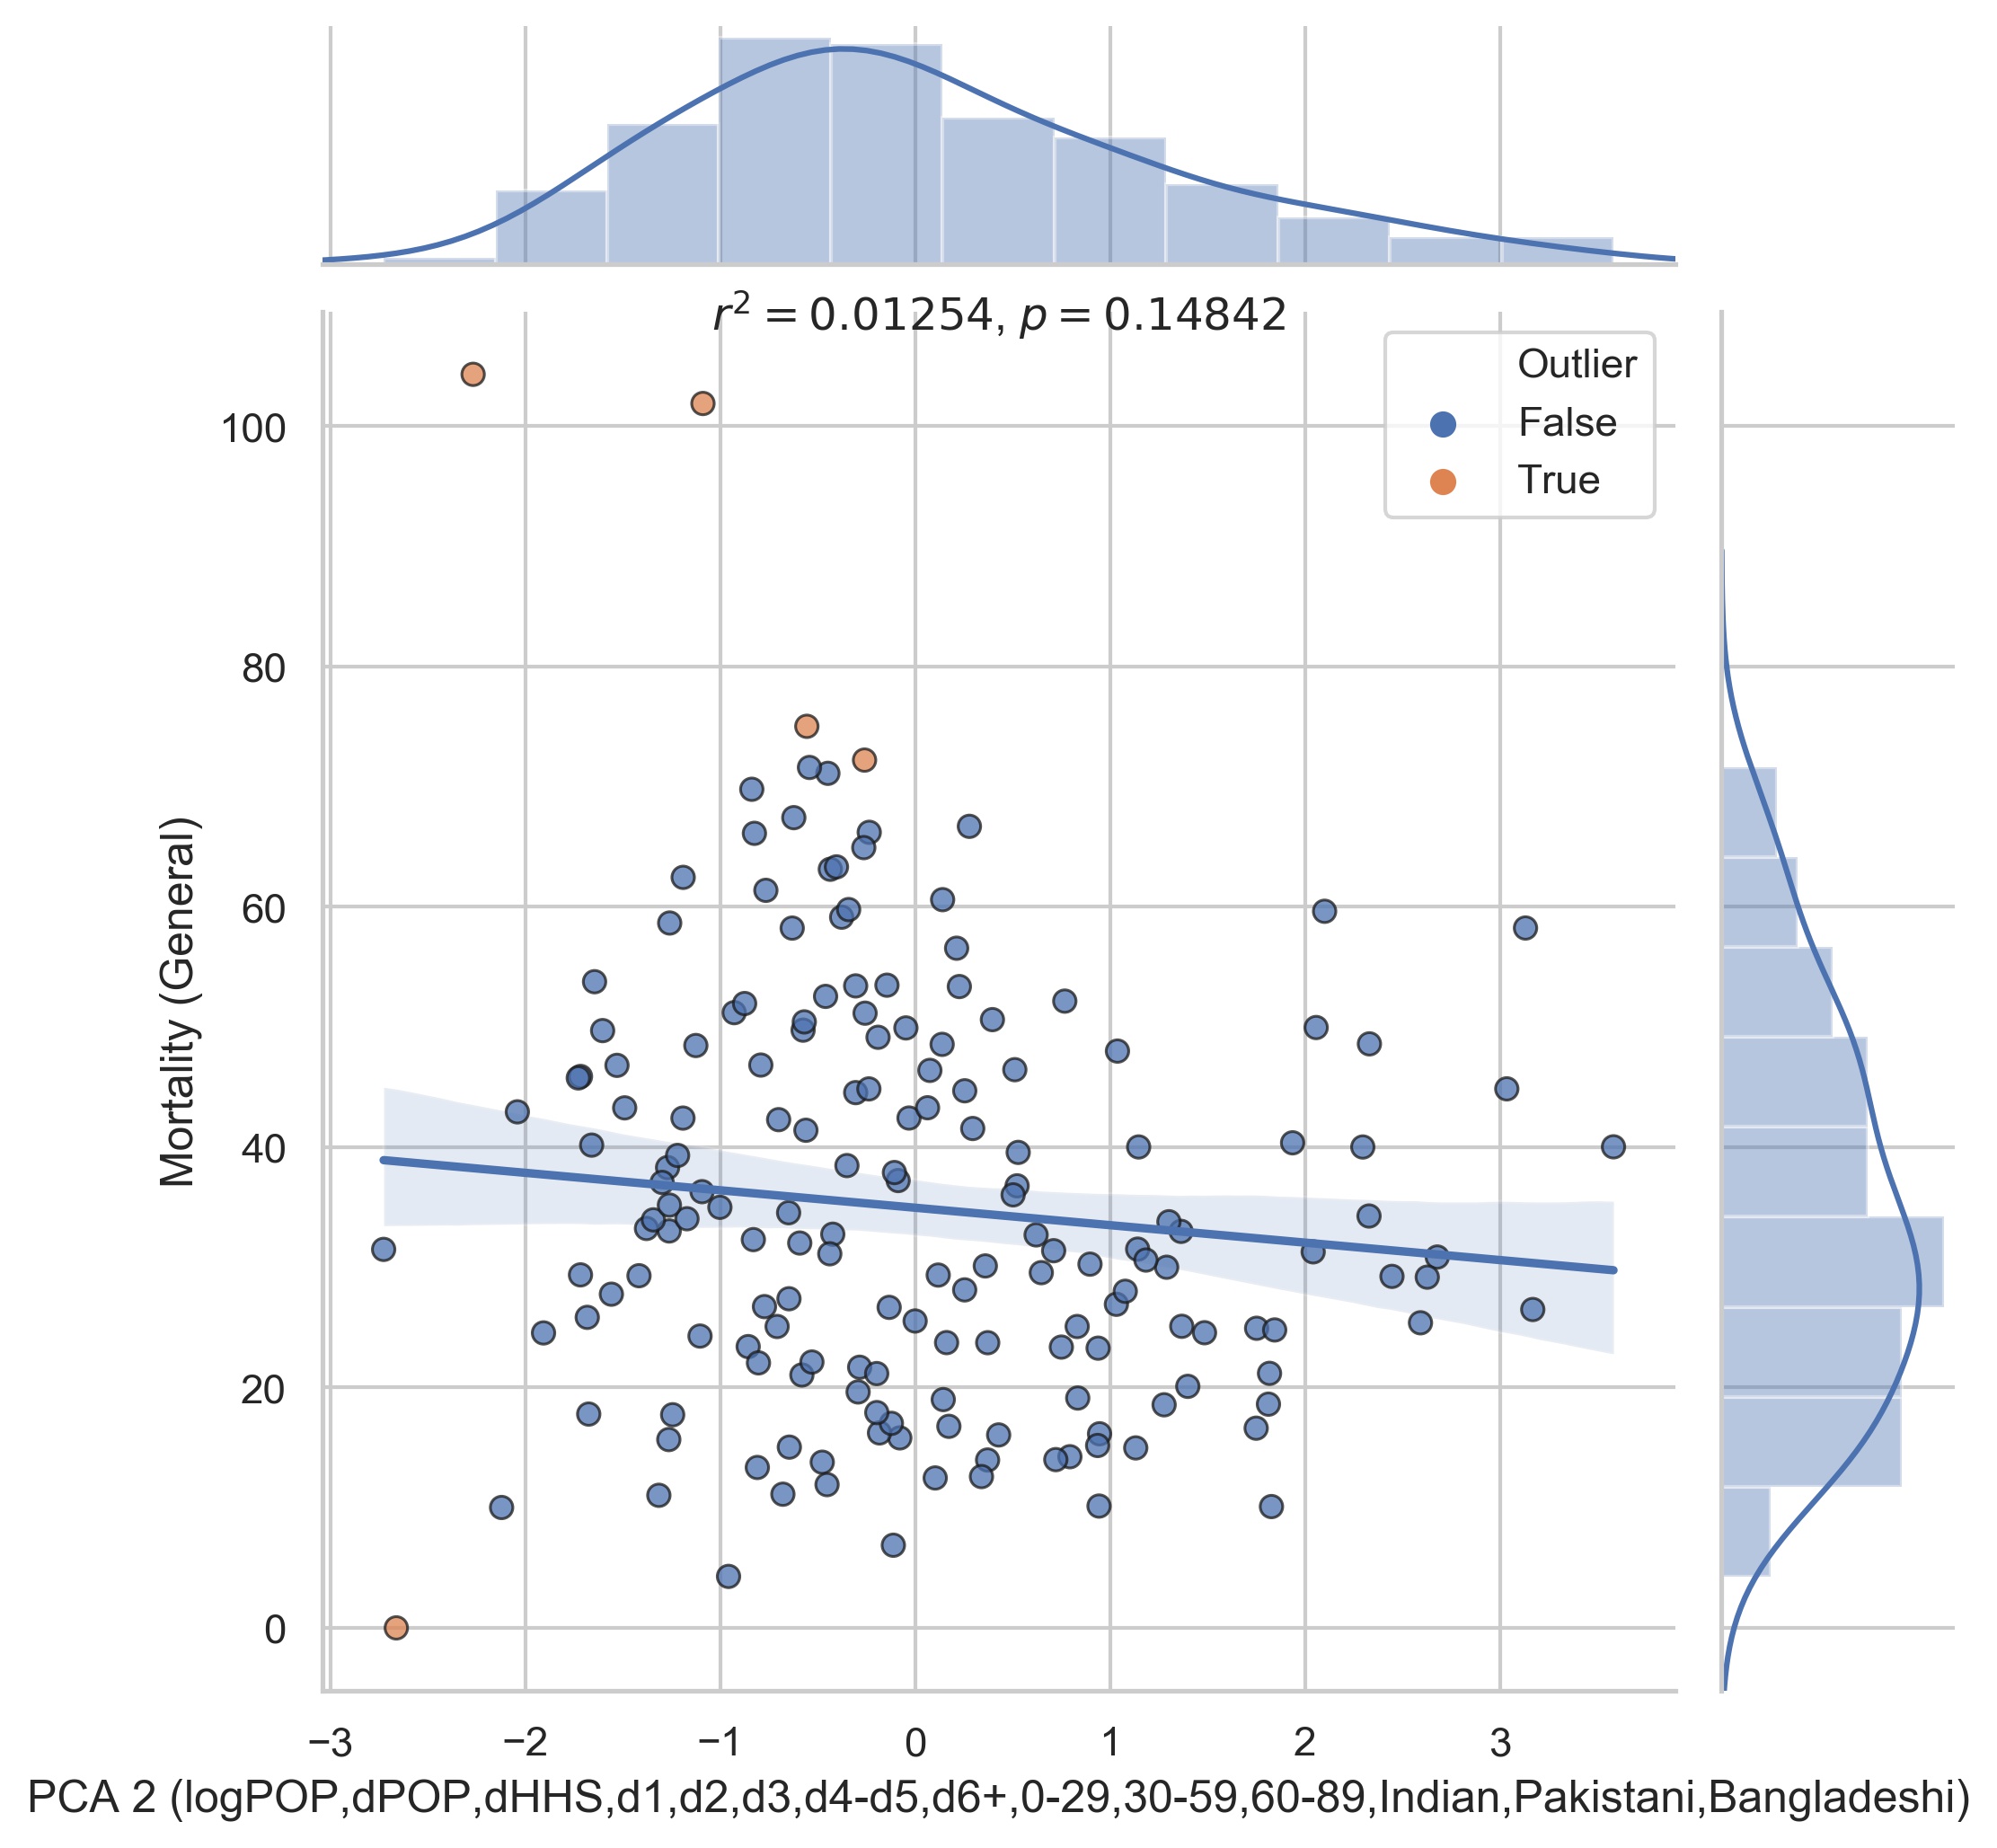 r² = 0.01254, p = 0.14842
Outlier
False
True
100
80
60
40
20
0
Mortality (General)
−3 −2 −1 0 1 2 3
PCA 2 (logPOP,dPOP,dHHS,d1,d2,d3,d4-d5,d6+,0-29,30-59,60-89,Indian,Pakistani,Bangladeshi)